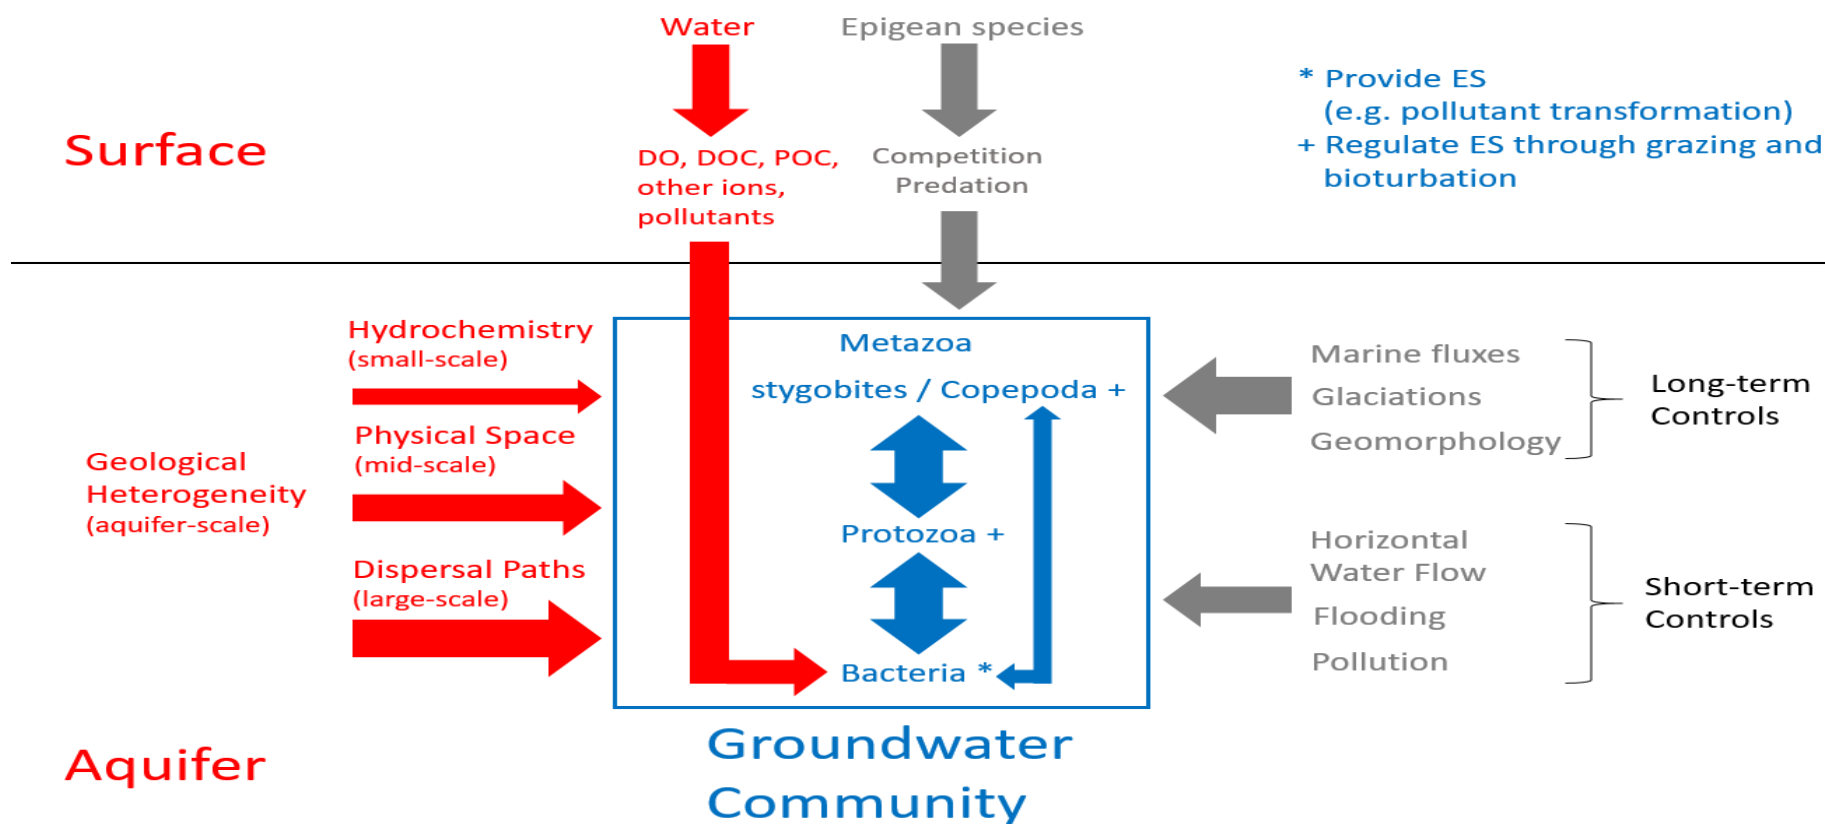 Water
Epigean species
* Provide ES
(e.g. pollutant transformation)
+ Regulate ES through grazing and
bioturbation
Surface
DO, DOC, POC,
other ions,
pollutants
Competition
Predation
Hydrochemistry
(small-scale)
Physical Space
(mid-scale)
Geological
Heterogeneity
(aquifer-scale)
Dispersal Paths
(large-scale)
Metazoa
stygobites / Copepoda +
Protozoa +
Bacteria *
Marine fluxes
Glaciations
Geomorphology
Long-term
Controls
Horizontal
Water Flow
Flooding
Pollution
Short-term
Controls
Aquifer
Groundwater
Community